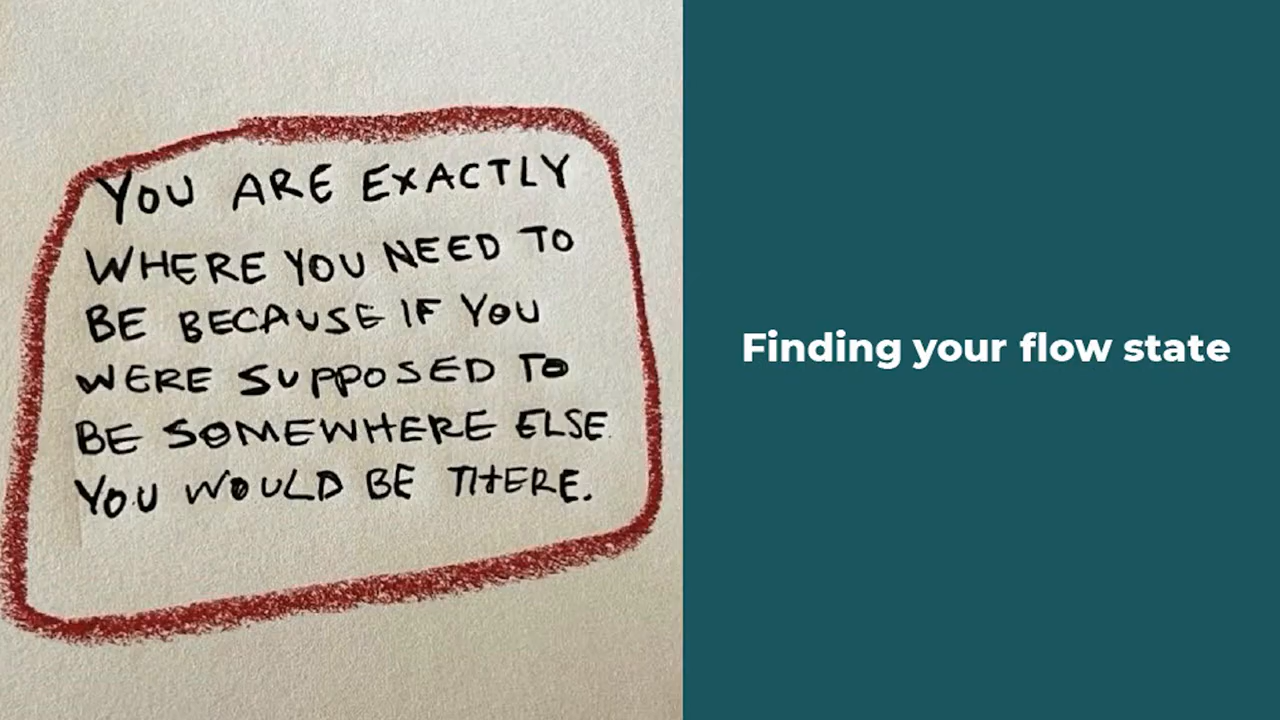 YOU ARE EXACTLY
WHERE YOU NEED TO
BE BECAUSE IF YOU
WERE SUPPOSED TO
BE SOMEWHERE ELSE
YOU WOULD BE THERE.
Finding your flow state